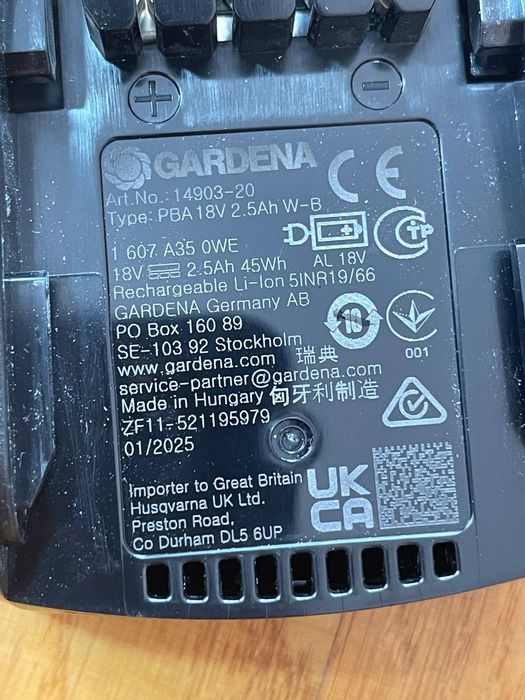 + -
GARDENA
Art.No.: 14903-20
Type: PBA 18V 2.5Ah W-B
CE
1 607 A35 0WE
18V 2.5Ah 45Wh AL 18V
Rechargeable Li-Ion 5INR19/66
GARDENA Germany AB
PO Box 160 89
SE-103 92 Stockholm
10
001
www.gardena.com 瑞典
service-partner@gardena.com
Made in Hungary 匈牙利制造
ZF11-521195979
01/2025
Importer to Great Britain
Husqvarna UK Ltd.
Preston Road,
Co Durham DL5 6UP
UK
CA